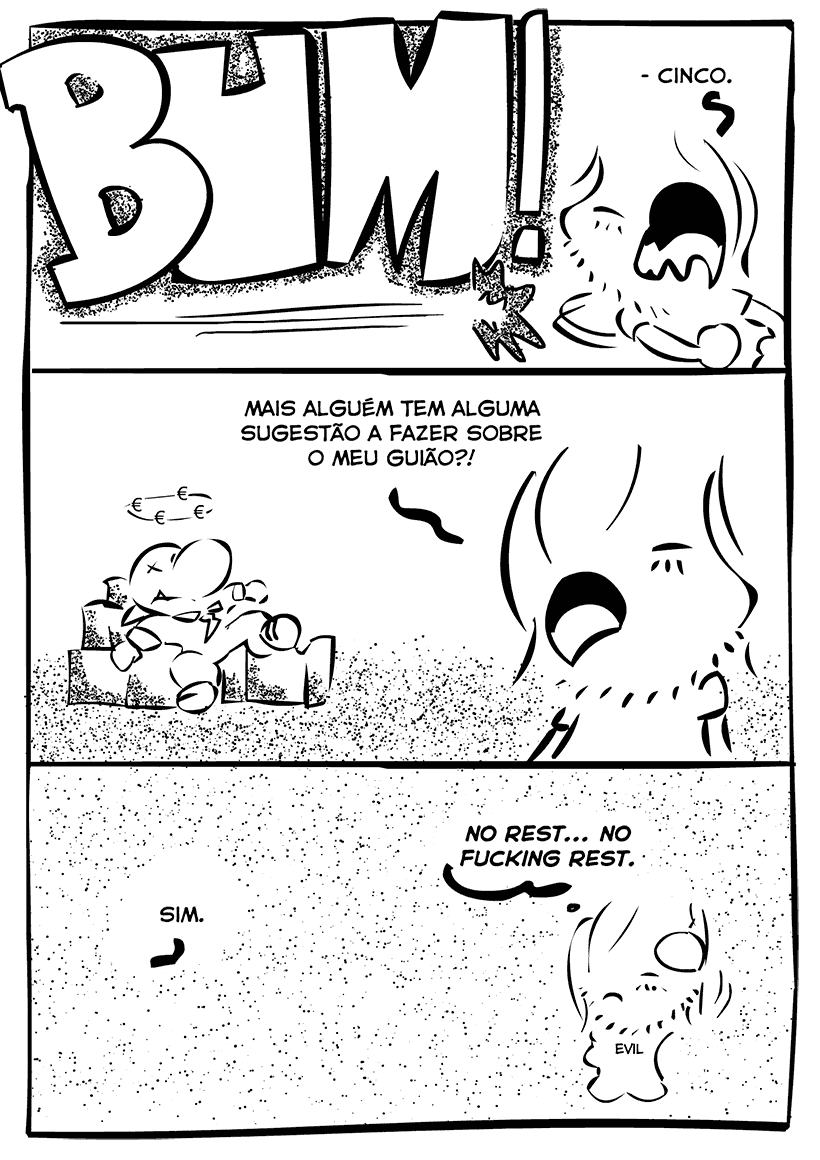 BUM!
- CINCO.
MAIS ALGUÉM TEM ALGUMA
SUGESTÃO A FAZER SOBRE
O MEU GUIÃO?!
€ € € €
NO REST... NO
FUCKING REST.
SIM.
EVIL